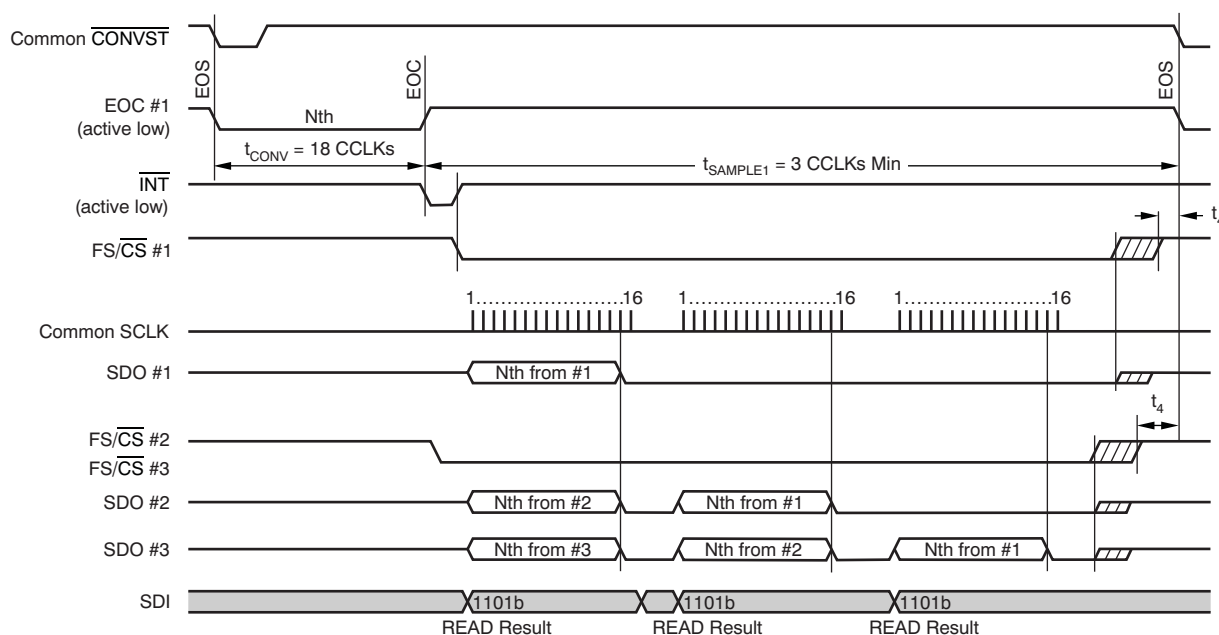 Common CONVST
EOS
EOC
EOS
EOC #1
(active low)
Nth
tCONV = 18 CCLKs
tSAMPLE1 = 3 CCLKs Min
INT
(active low)
FS/CS #1
1.......................16
1.......................16
1.......................16
Common SCLK
SDO #1
Nth from #1
t4
FS/CS #2
FS/CS #3
SDO #2
Nth from #2
Nth from #1
SDO #3
Nth from #3
Nth from #2
Nth from #1
SDI
1101b
1101b
1101b
READ Result
READ Result
READ Result